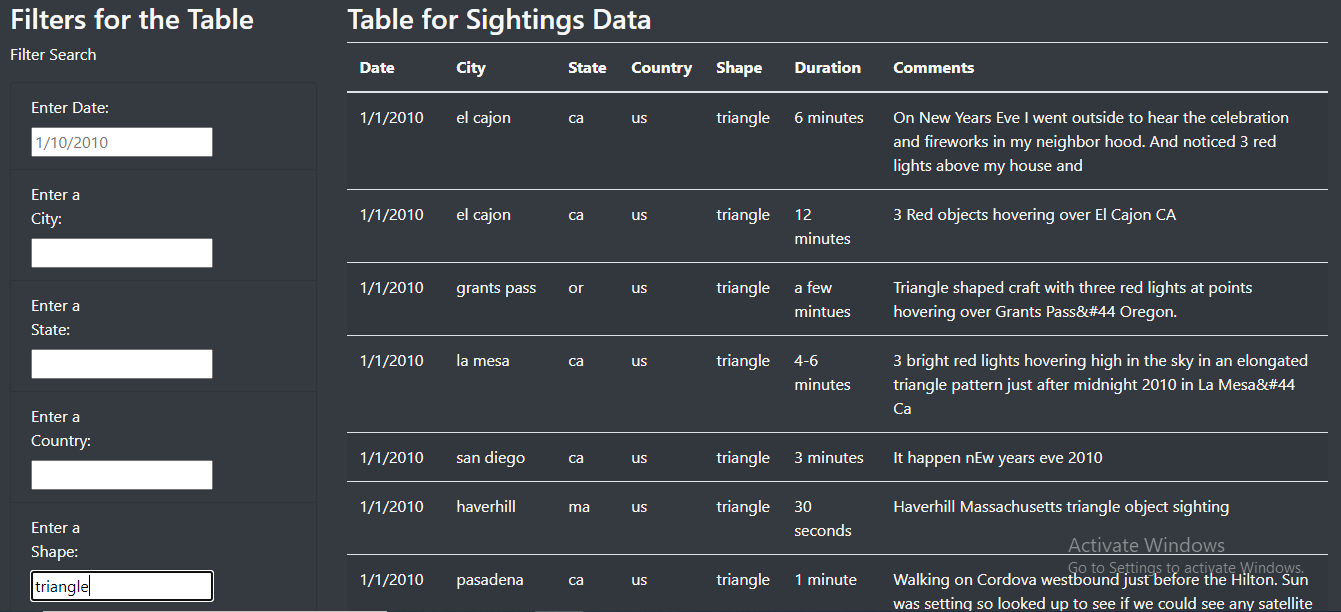 Filters for the Table
Filter Search
Enter Date:
1/10/2010
Enter a
City:
Enter a
State:
Enter a
Country:
Enter a
Shape:
triangle
Table for Sightings Data
Date City State Country Shape Duration Comments
1/1/2010 el cajon ca us triangle 6 minutes On New Years Eve I went outside to hear the celebration
and fireworks in my neighbor hood. And noticed 3 red
lights above my house and
1/1/2010 el cajon ca us triangle 12 3 Red objects hovering over El Cajon CA
minutes
1/1/2010 grants pass or us triangle a few Triangle shaped craft with three red lights at points
mintues hovering over Grants Pass&#44 Oregon.
1/1/2010 la mesa ca us triangle 4-6 3 bright red lights hovering high in the sky in an elongated
minutes triangle pattern just after midnight 2010 in La Mesa&#44
Ca
1/1/2010 san diego ca us triangle 3 minutes It happen nEw years eve 2010
1/1/2010 haverhill ma us triangle 30 Haverhill Massachusetts triangle object sighting
seconds
1/1/2010 pasadena ca us triangle 1 minute Walking on Cordova westbound just before the Hilton. Sun
was setting so looked up to see if we could see any satellite
Activate Windows
Go to Settings to activate Windows.